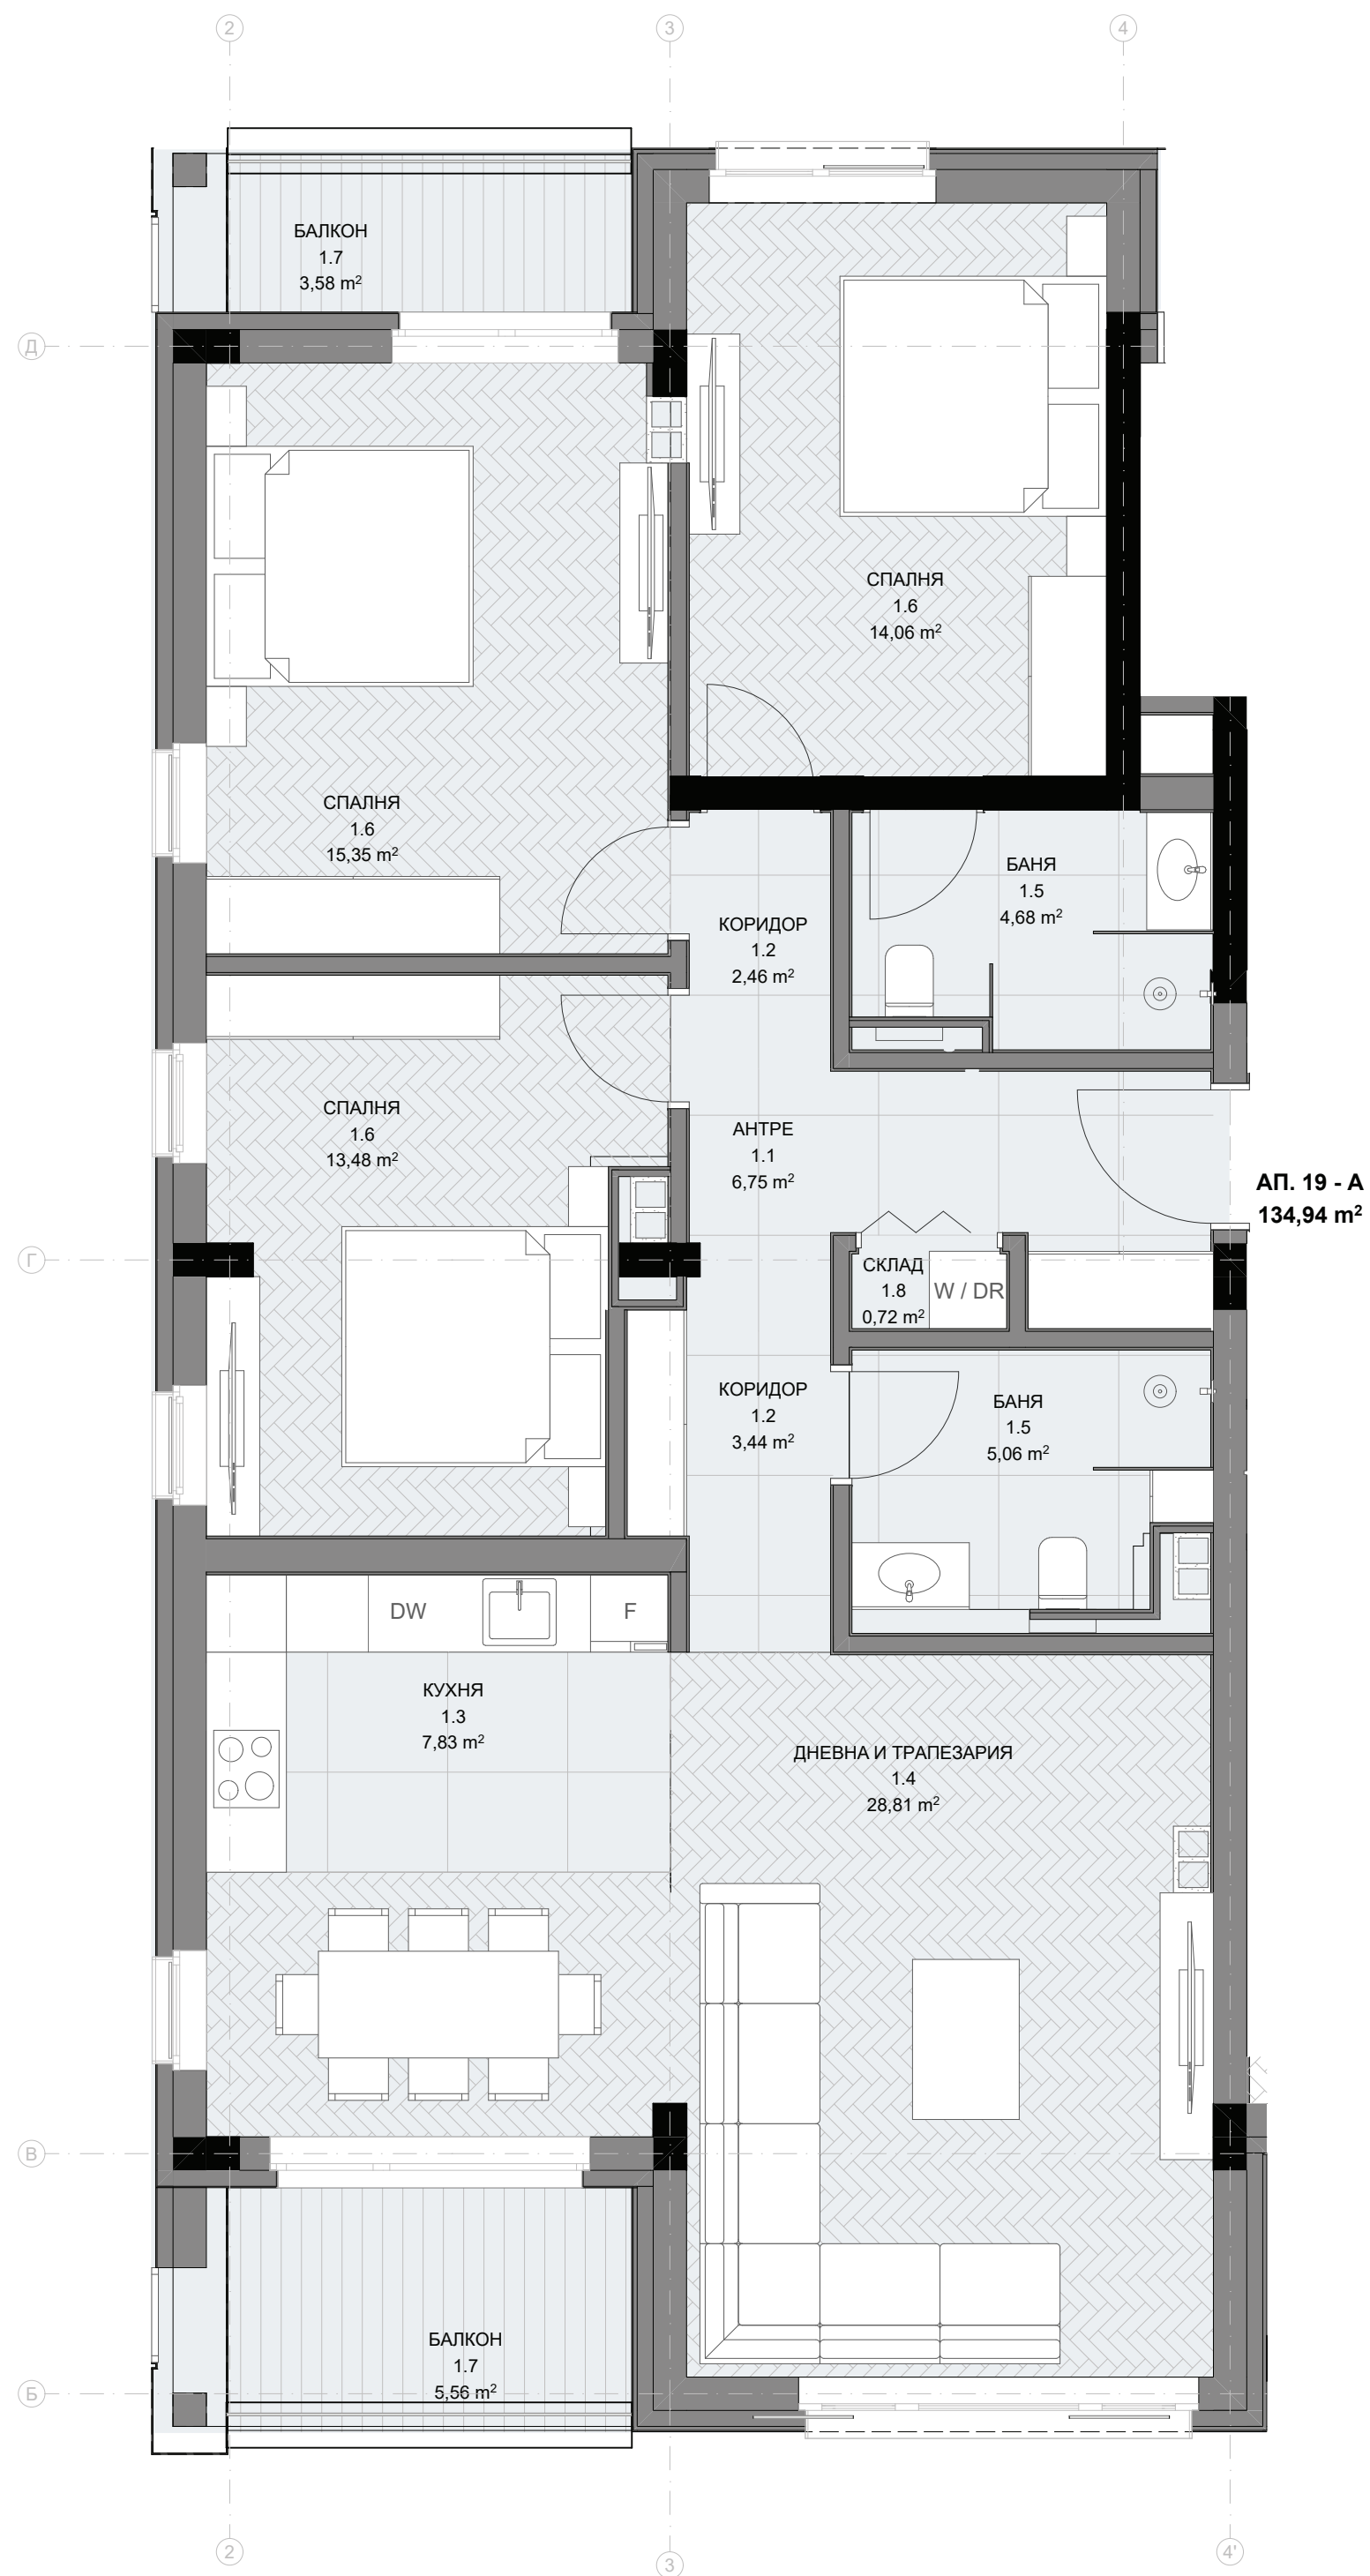 2
3
4
БАЛКОН
1.7
3,58 m²
Д
СПАЛНЯ
1.6
14,06 m²
СПАЛНЯ
1.6
15,35 m²
БАНЯ
1.5
4,68 m²
КОРИДОР
1.2
2,46 m²
СПАЛНЯ
1.6
13,48 m²
АНТРЕ
1.1
6,75 m²
АП. 19 - А
134,94 m²
Г
СКЛАД
1.8
0,72 m²
W / DR
КОРИДОР
1.2
3,44 m²
БАНЯ
1.5
5,06 m²
DW
F
КУХНЯ
1.3
7,83 m²
ДНЕВНА И ТРАПЕЗАРИЯ
1.4
28,81 m²
В
БАЛКОН
1.7
5,56 m²
Б
2
3
4'